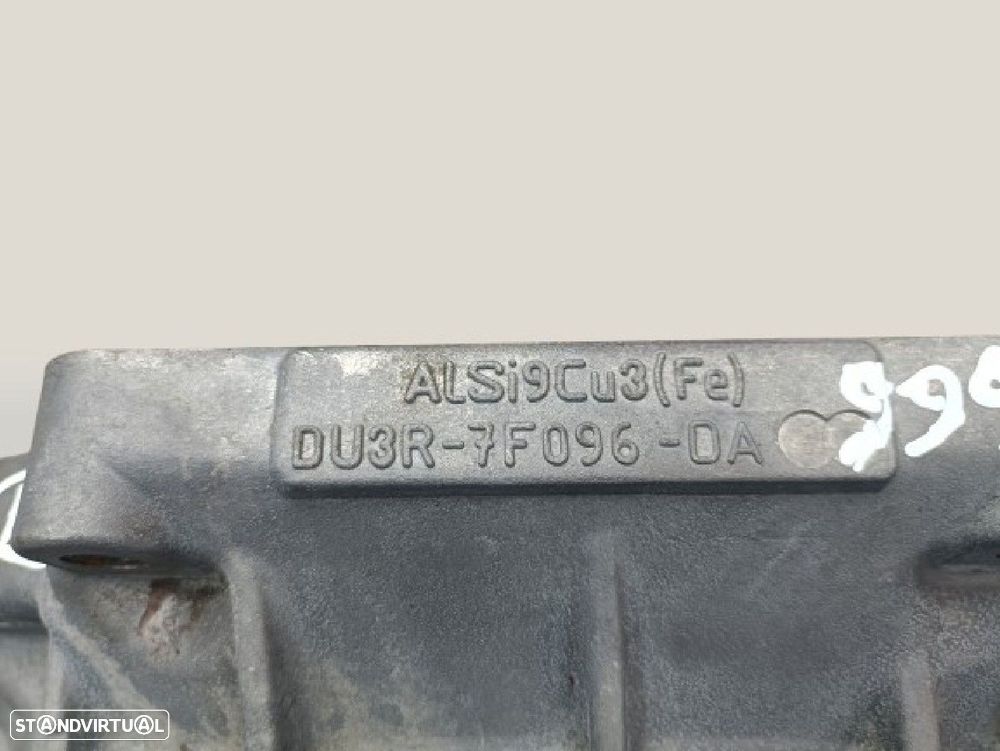 ALSi9Cu3(Fe)
DU3R-7F096-DA
STANDVIRTUAL